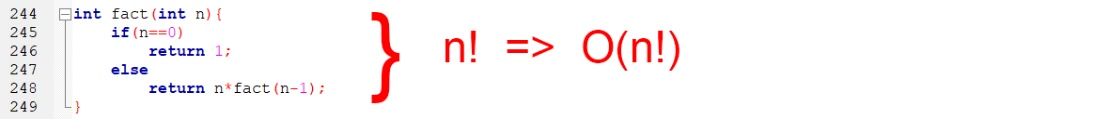 244 int fact(int n){
245 if(n==0)
246 return 1;
247 else
248 return n*fact(n-1);
249 }
} n! => O(n!)